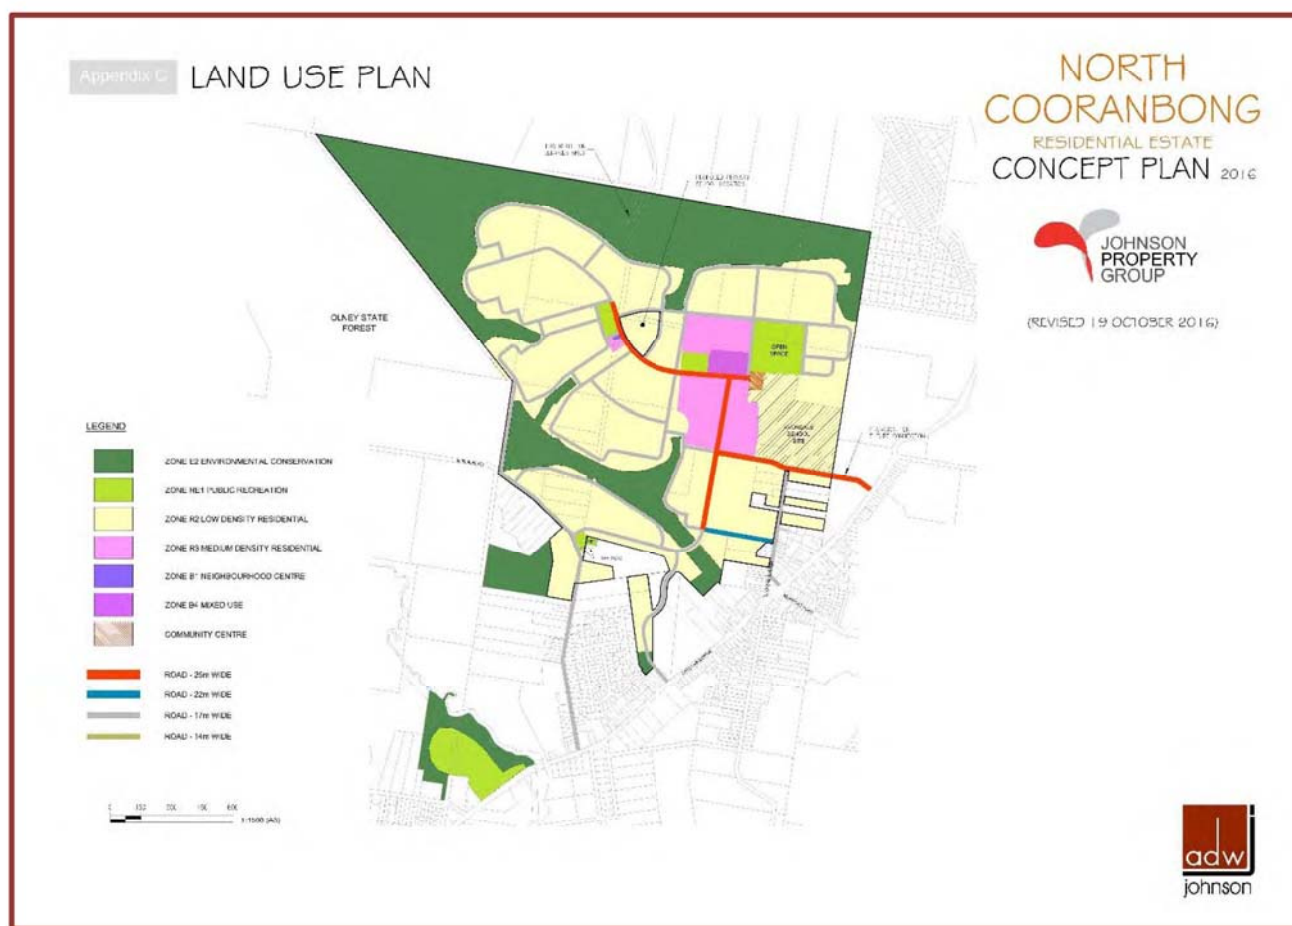 Appendix C
LAND USE PLAN
NORTH
COORANBONG
RESIDENTIAL ESTATE
CONCEPT PLAN 2016
JOHNSON
PROPERTY
GROUP
(REVISED 19 OCTOBER 2016)
OLNEY STATE
FOREST
OPEN
SPACE
SCHOOL
SITE
LEGEND
ZONE E2 ENVIRONMENTAL CONSERVATION
ZONE RE1 PUBLIC RECREATION
ZONE R2 LOW DENSITY RESIDENTIAL
ZONE R3 MEDIUM DENSITY RESIDENTIAL
ZONE B1 NEIGHBOURHOOD CENTRE
ZONE B4 MIXED USE
COMMUNITY CENTRE
ROAD - 25m WIDE
ROAD - 22m WIDE
ROAD - 17m WIDE
ROAD - 14m WIDE
adw j
johnson